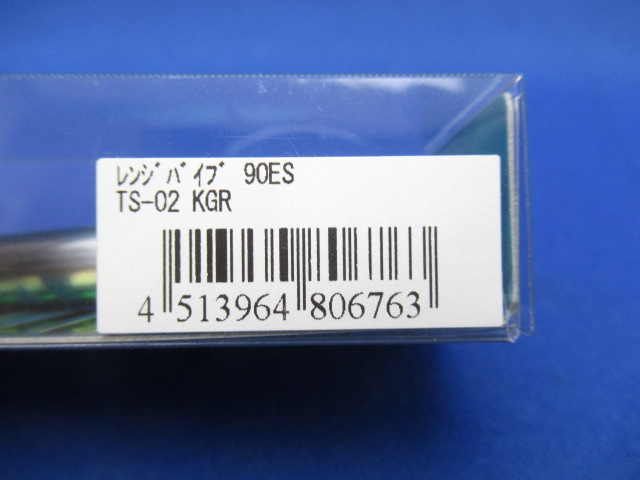 ﾚﾝｼﾞﾊﾞｲﾌﾞ 90ES
TS-02 KGR
4 513964 806763